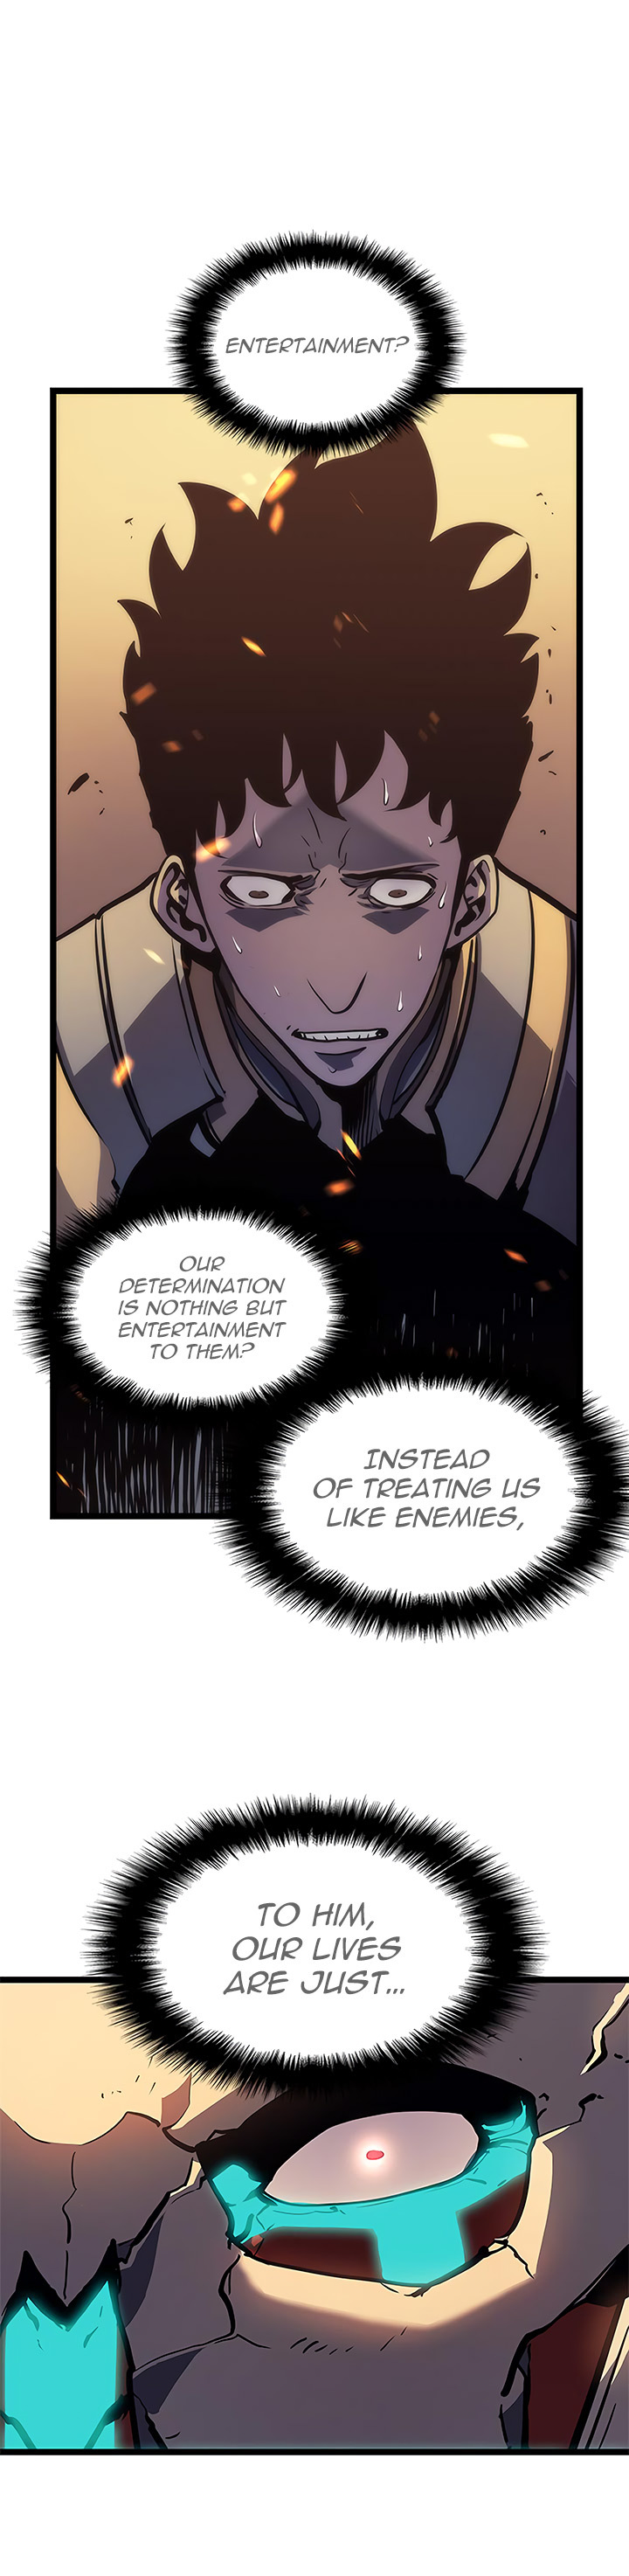 ENTERTAINMENT?
OUR
DETERMINATION
IS NOTHING BUT
ENTERTAINMENT
TO THEM?
INSTEAD
OF TREATING US
LIKE ENEMIES,
TO HIM,
OUR LIVES
ARE JUST...